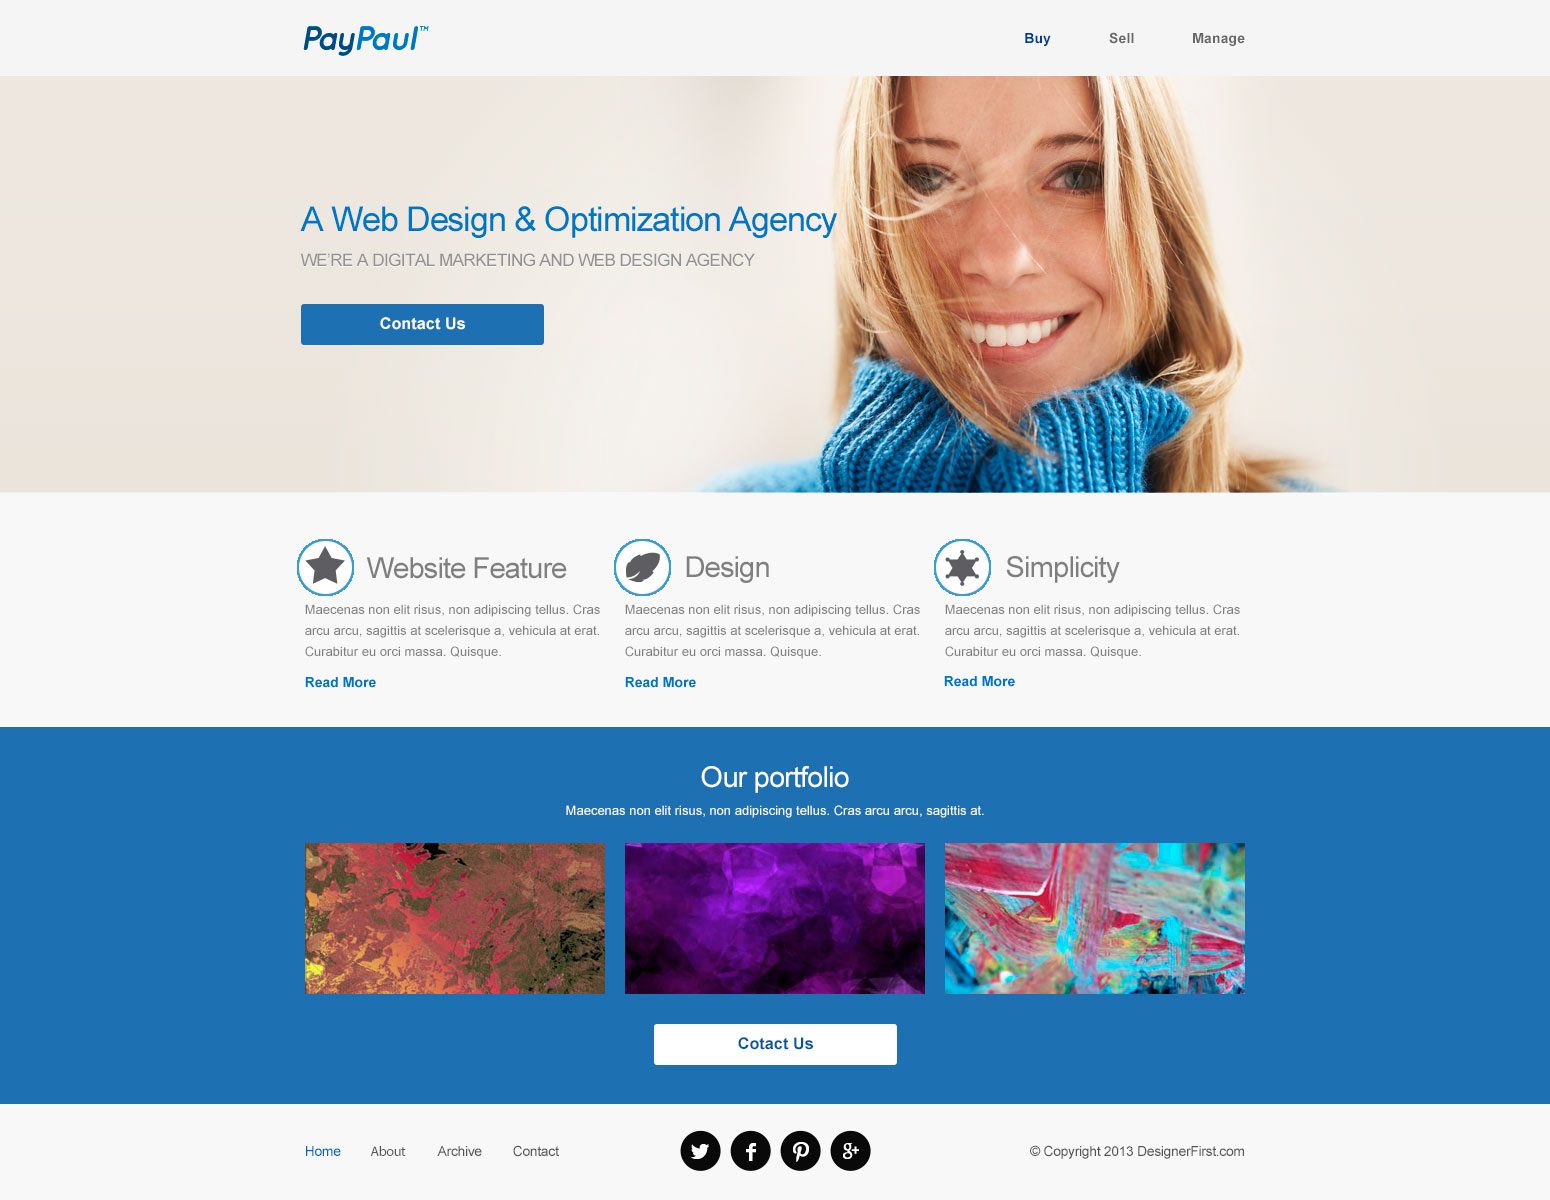 PayPaul™
Buy Sell Manage
A Web Design & Optimization Agency
WE'RE A DIGITAL MARKETING AND WEB DESIGN AGENCY
Contact Us
Website Feature
Maecenas non elit risus, non adipiscing tellus. Cras
arcu arcu, sagittis at scelerisque a, vehicula at erat.
Curabitur eu orci massa. Quisque.
Read More
Design
Maecenas non elit risus, non adipiscing tellus. Cras
arcu arcu, sagittis at scelerisque a, vehicula at erat.
Curabitur eu orci massa. Quisque.
Read More
Simplicity
Maecenas non elit risus, non adipiscing tellus. Cras
arcu arcu, sagittis at scelerisque a, vehicula at erat.
Curabitur eu orci massa. Quisque.
Read More
Our portfolio
Maecenas non elit risus, non adipiscing tellus. Cras arcu arcu, sagittis at.
Cotact Us
Home About Archive Contact
© Copyright 2013 DesignerFirst.com